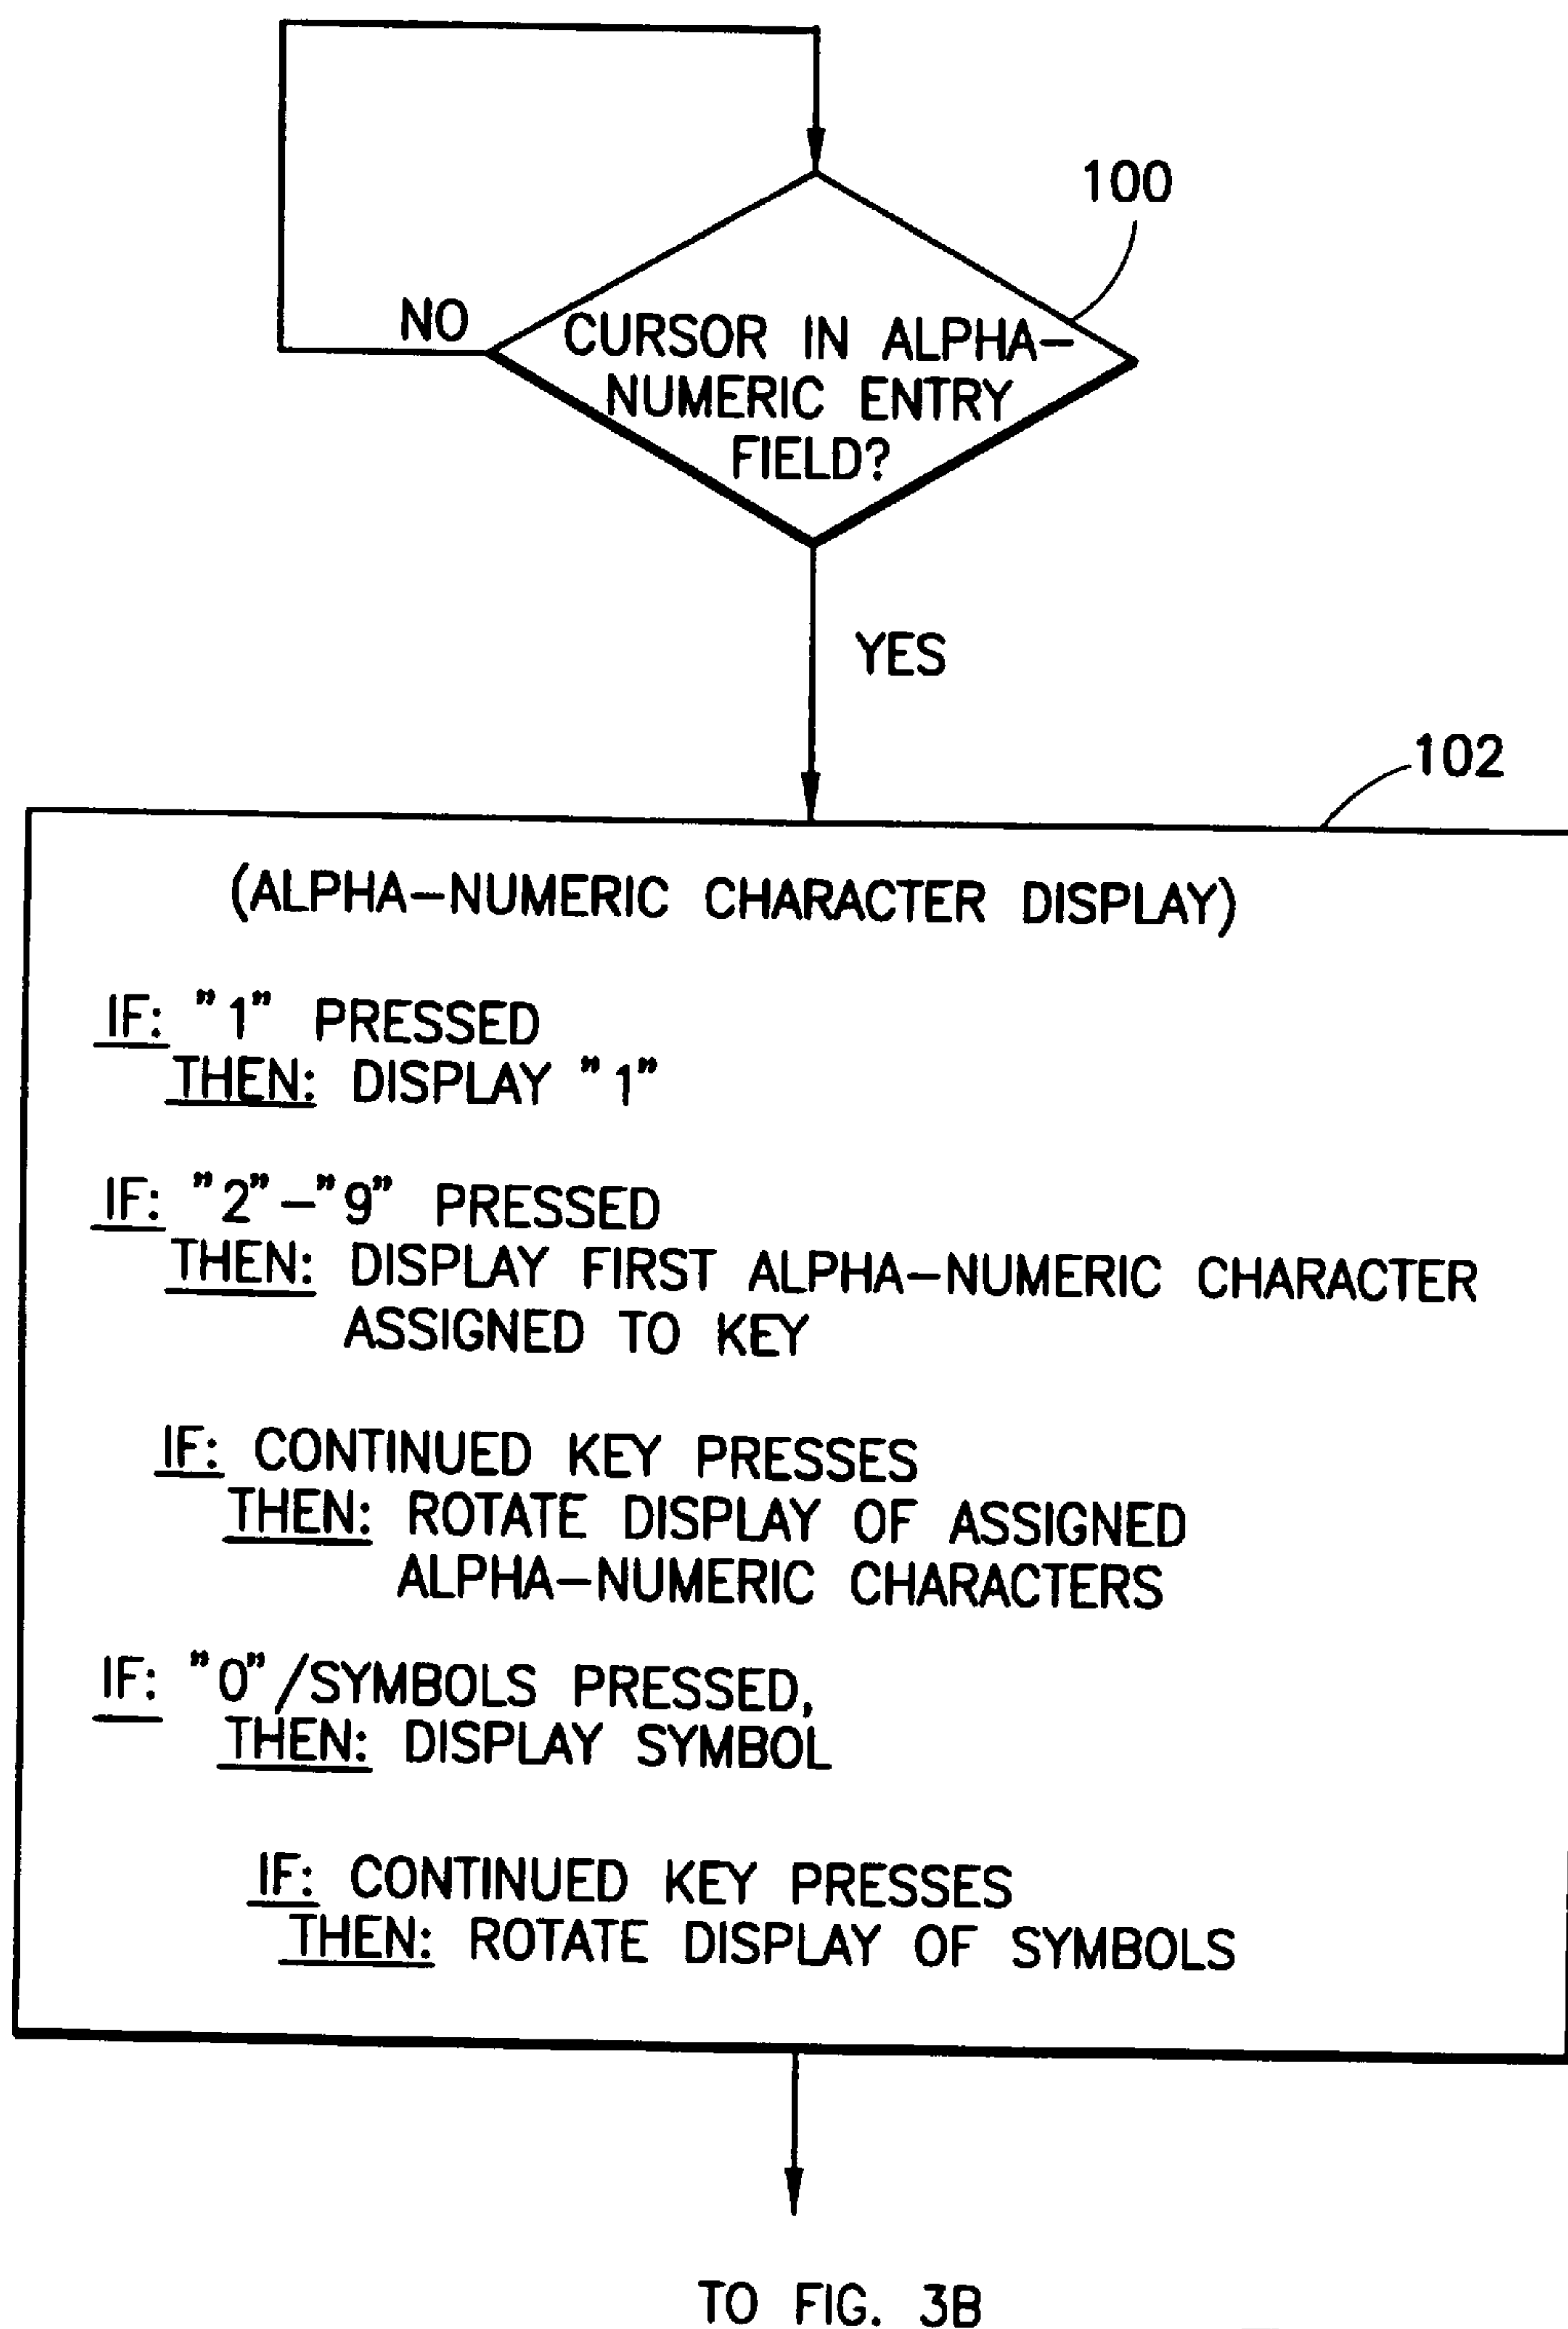 100
NO
CURSOR IN ALPHA-
NUMERIC ENTRY
FIELD?
YES
102
(ALPHA-NUMERIC CHARACTER DISPLAY)
IF: "1" PRESSED
THEN: DISPLAY "1"
IF: "2"-"9" PRESSED
THEN: DISPLAY FIRST ALPHA-NUMERIC CHARACTER
ASSIGNED TO KEY
IF: CONTINUED KEY PRESSES
THEN: ROTATE DISPLAY OF ASSIGNED
ALPHA-NUMERIC CHARACTERS
IF: "0"/SYMBOLS PRESSED,
THEN: DISPLAY SYMBOL
IF: CONTINUED KEY PRESSES
THEN: ROTATE DISPLAY OF SYMBOLS
TO FIG. 3B